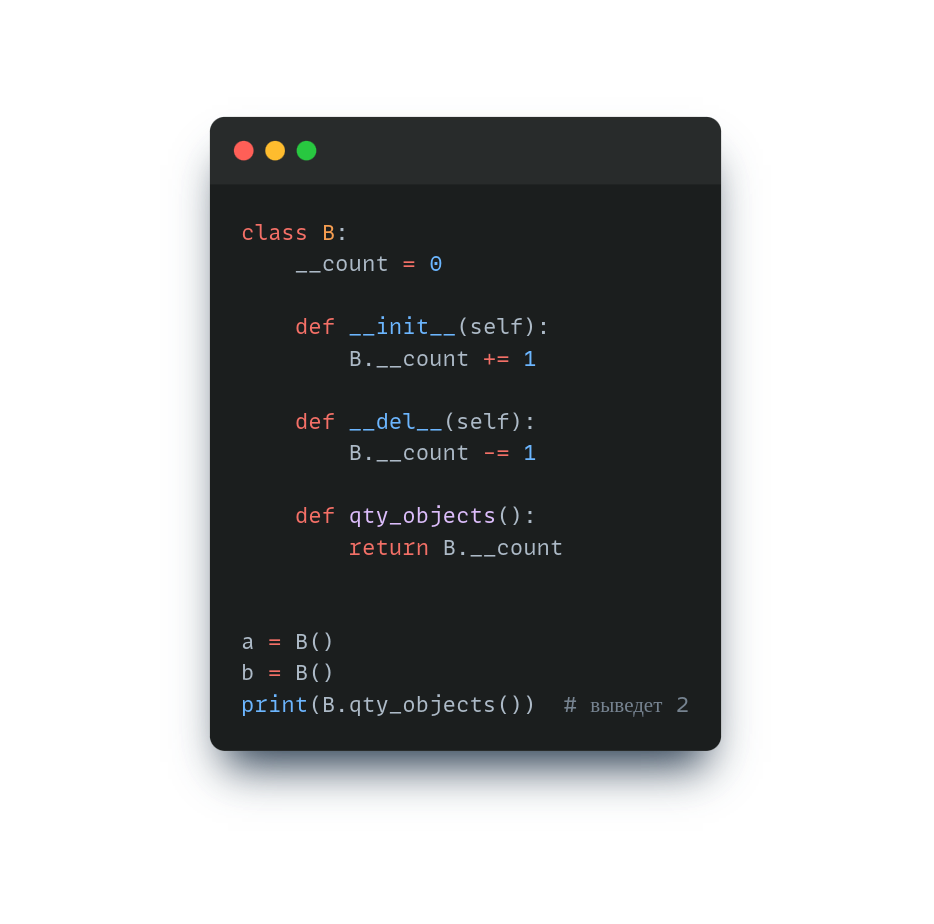 class B:
    __count = 0
    def __init__(self):
        B.__count += 1
    def __del__(self):
        B.__count -= 1
    def qty_objects():
        return B.__count
a = B()
b = B()
print(B.qty_objects())  # выведет 2